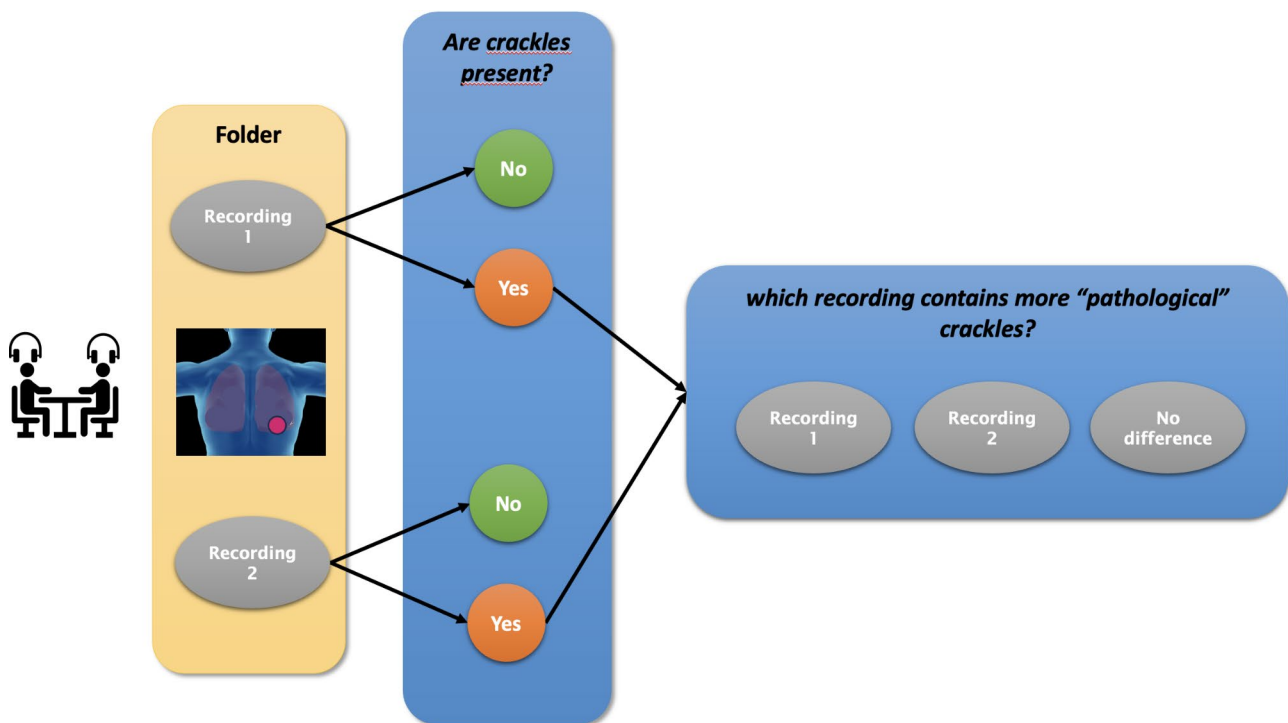 Are crackles
present?
Folder
No
Recording
1
Yes
which recording contains more “pathological”
crackles?
Recording
1
Recording
2
No
difference
No
Recording
2
Yes